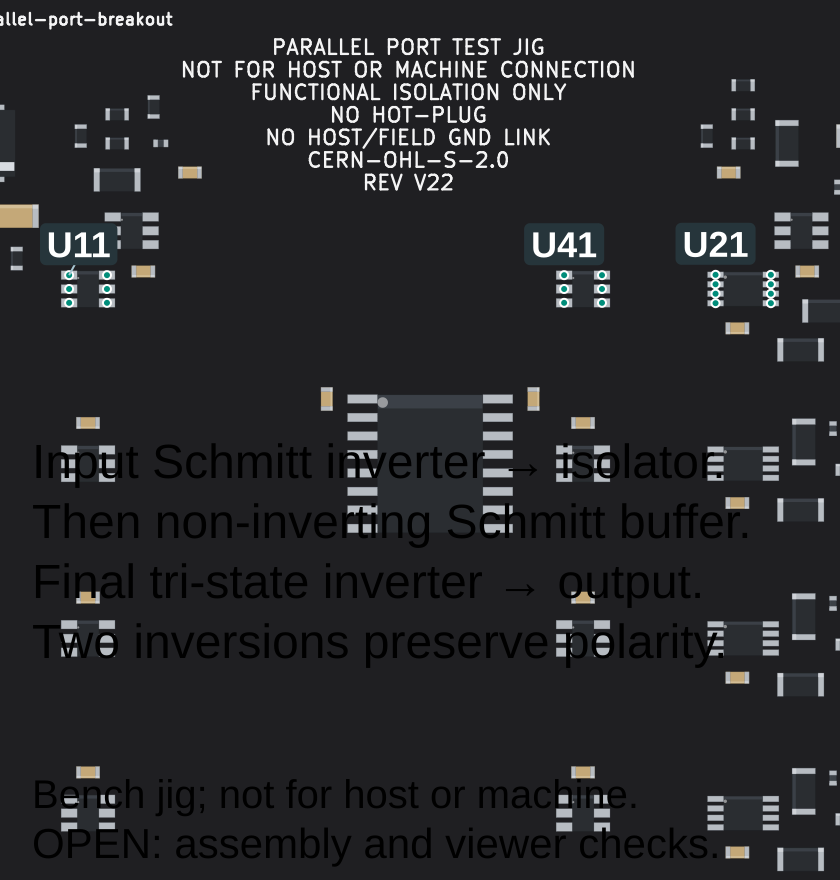 allel-port-breakout
PARALLEL PORT TEST JIG
NOT FOR HOST OR MACHINE CONNECTION
FUNCTIONAL ISOLATION ONLY
NO HOT-PLUG
NO HOST/FIELD GND LINK
CERN-OHL-S-2.0
REV V22
U11 U41 U21
Input Schmitt inverter → isolator.
Then non-inverting Schmitt buffer.
Final tri-state inverter → output.
Two inversions preserve polarity.
Bench jig; not for host or machine.
OPEN: assembly and viewer checks.